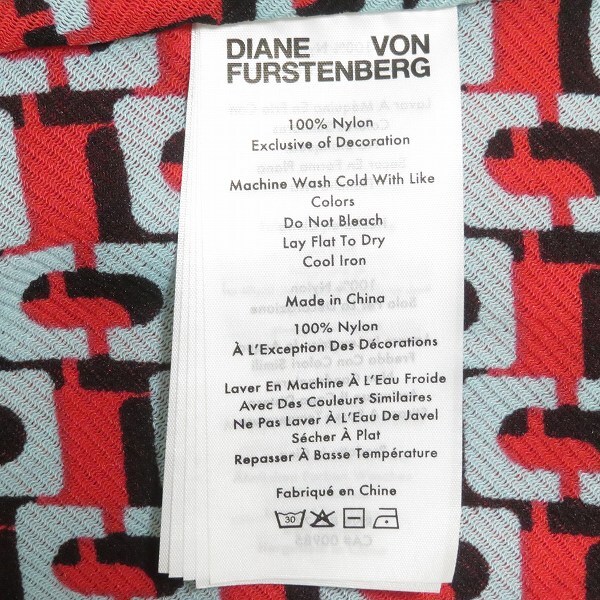 DIANE VON
FURSTENBERG
100% Nylon
Exclusive of Decoration
Machine Wash Cold With Like
Colors
Do Not Bleach
Lay Flat To Dry
Cool Iron
Made in China
100% Nylon
À L'Exception Des Décorations
Laver En Machine À L'Eau Froide
Avec Des Couleurs Similaires
Ne Pas Laver À L'Eau De Javel
Sécher À Plat
Repasser À Basse Température
Fabriqué en Chine
30